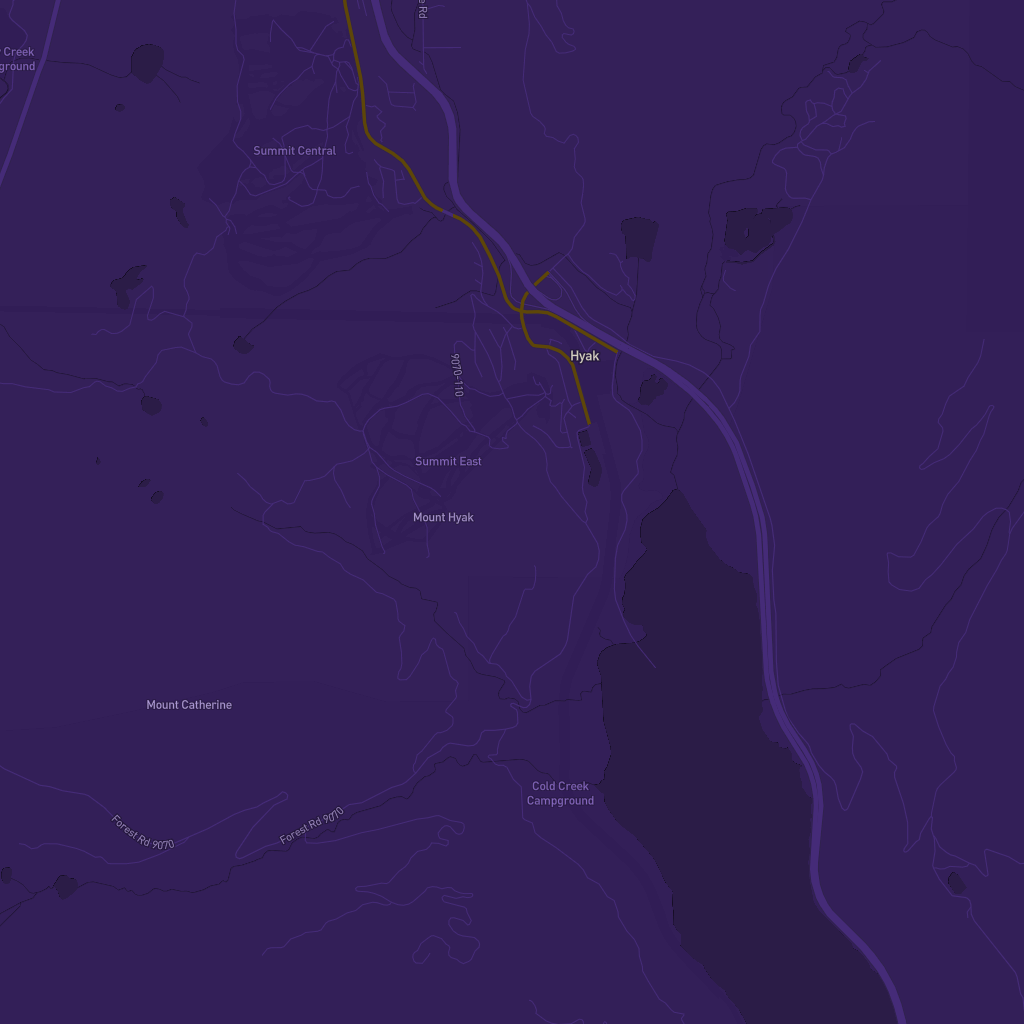 Rd
Creek
Summit Central
Hyak
9070-110
Summit East
Mount Hyak
Mount Catherine
Cold Creek
Campground
Forest Rd 9070
Forest Rd 9070